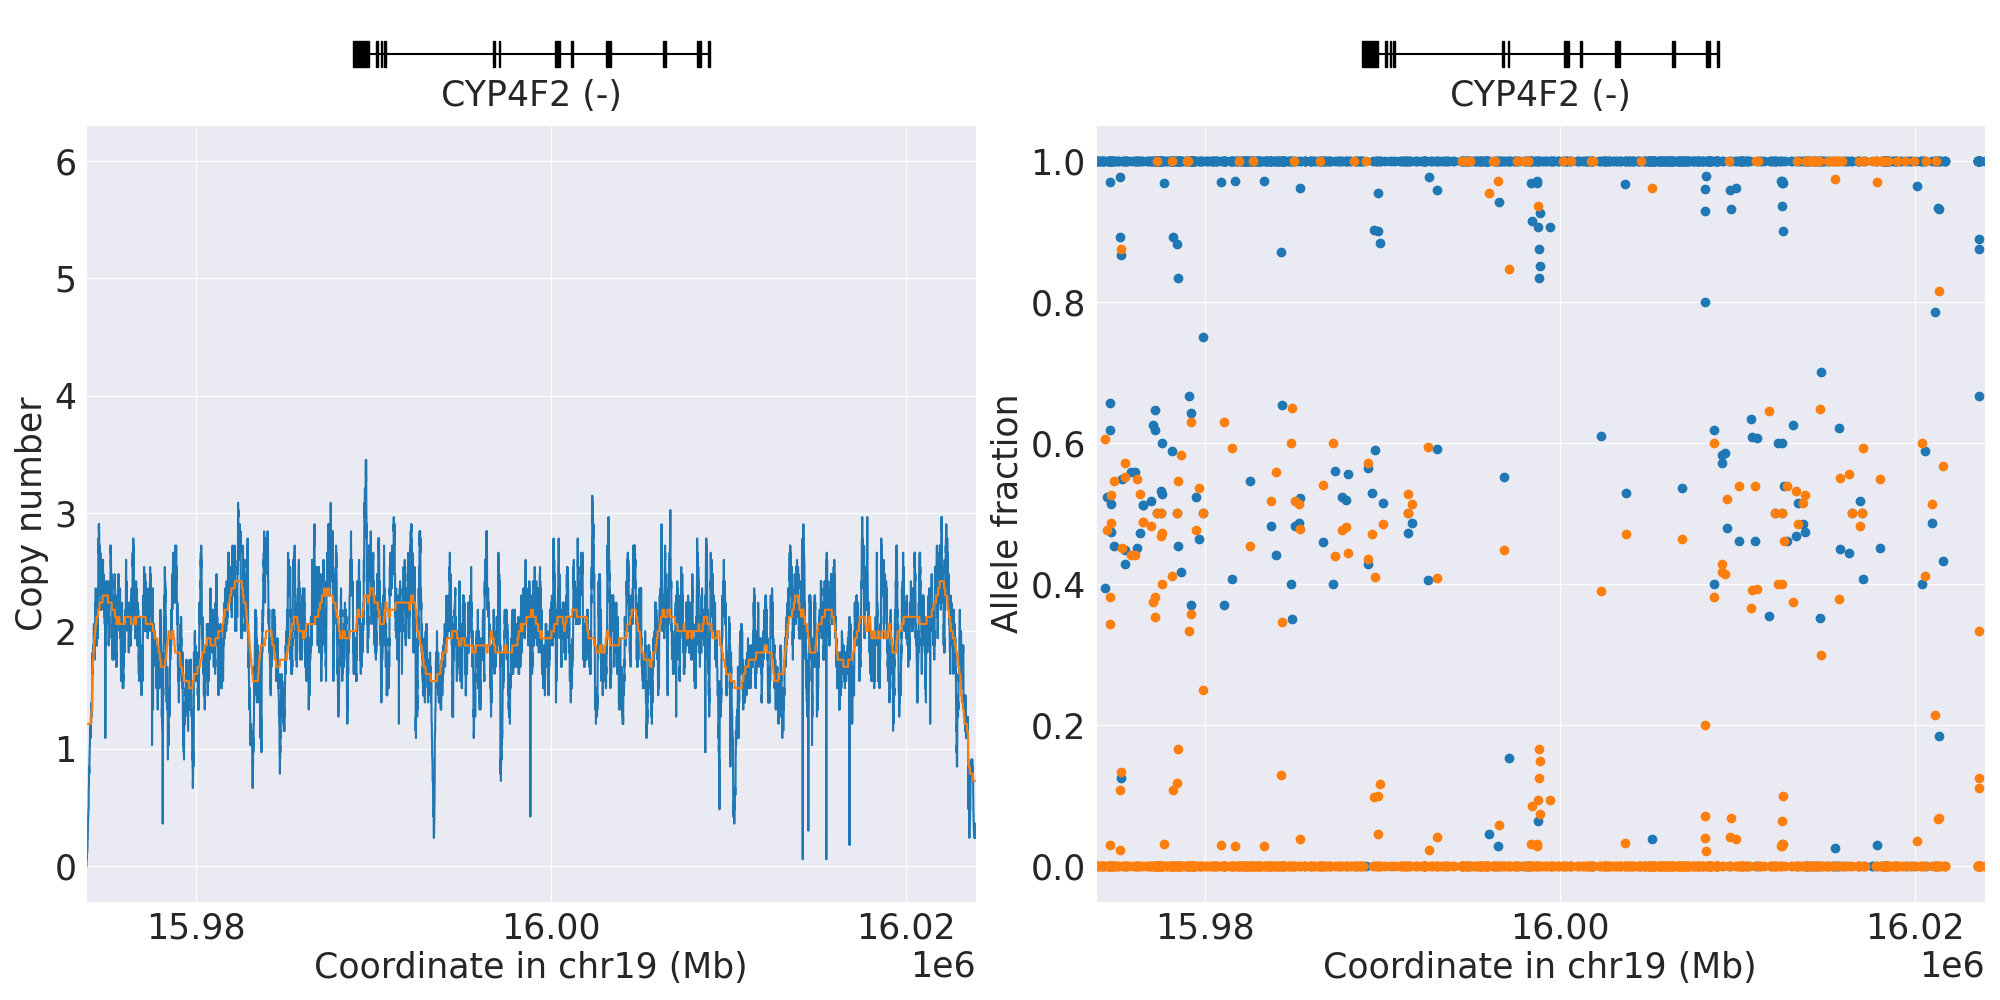 CYP4F2 (-)
6
5
4
3
2
1
0
Copy number
15.98
16.00
16.02
Coordinate in chr19 (Mb)
1e6
CYP4F2 (-)
1.0
0.8
0.6
0.4
0.2
0.0
Allele fraction
15.98
16.00
16.02
Coordinate in chr19 (Mb)
1e6